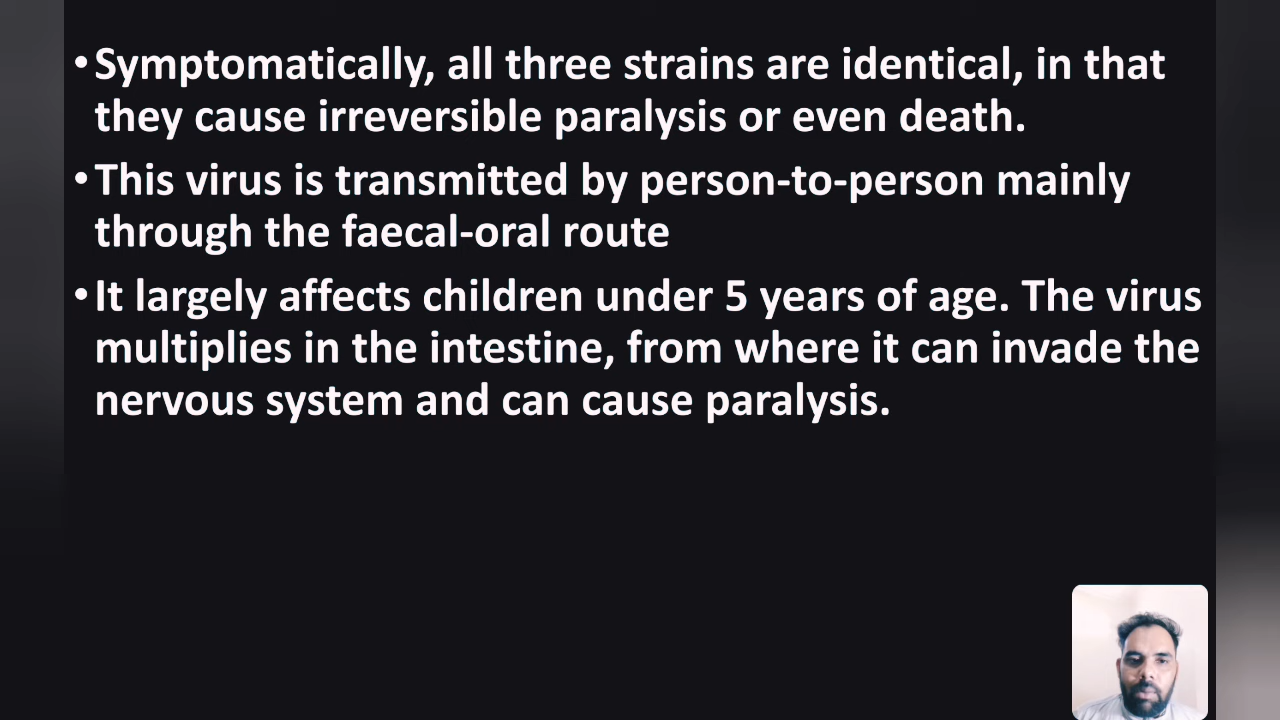 •Symptomatically, all three strains are identical, in that
they cause irreversible paralysis or even death.
•This virus is transmitted by person-to-person mainly
through the faecal-oral route
•It largely affects children under 5 years of age. The virus
multiplies in the intestine, from where it can invade the
nervous system and can cause paralysis.